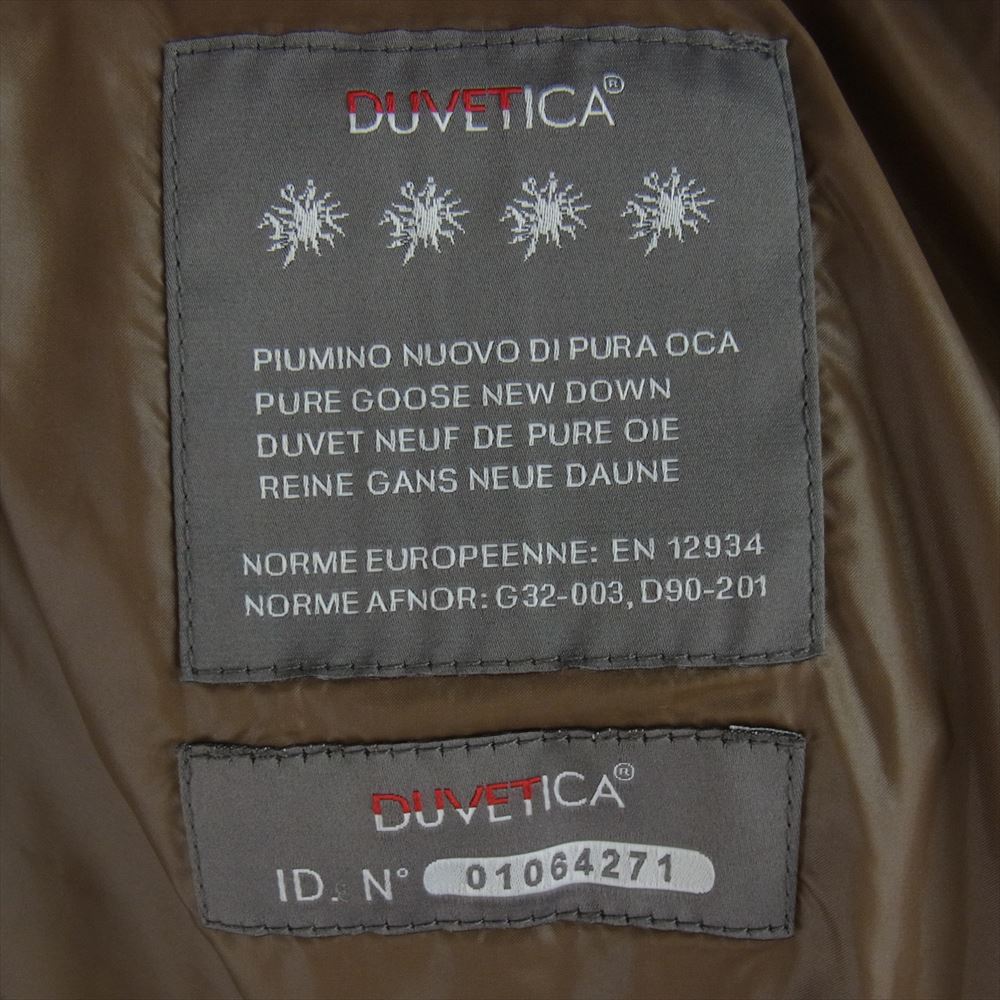 DUVETICA®
PIUMINO NUOVO DI PURA OCA
PURE GOOSE NEW DOWN
DUVET NEUF DE PURE OIE
REINE GANS NEUE DAUNE
NORME EUROPEENNE: EN 12934
NORME AFNOR: G32-003, D90-201
DUVETICA®
ID. N° 01064271